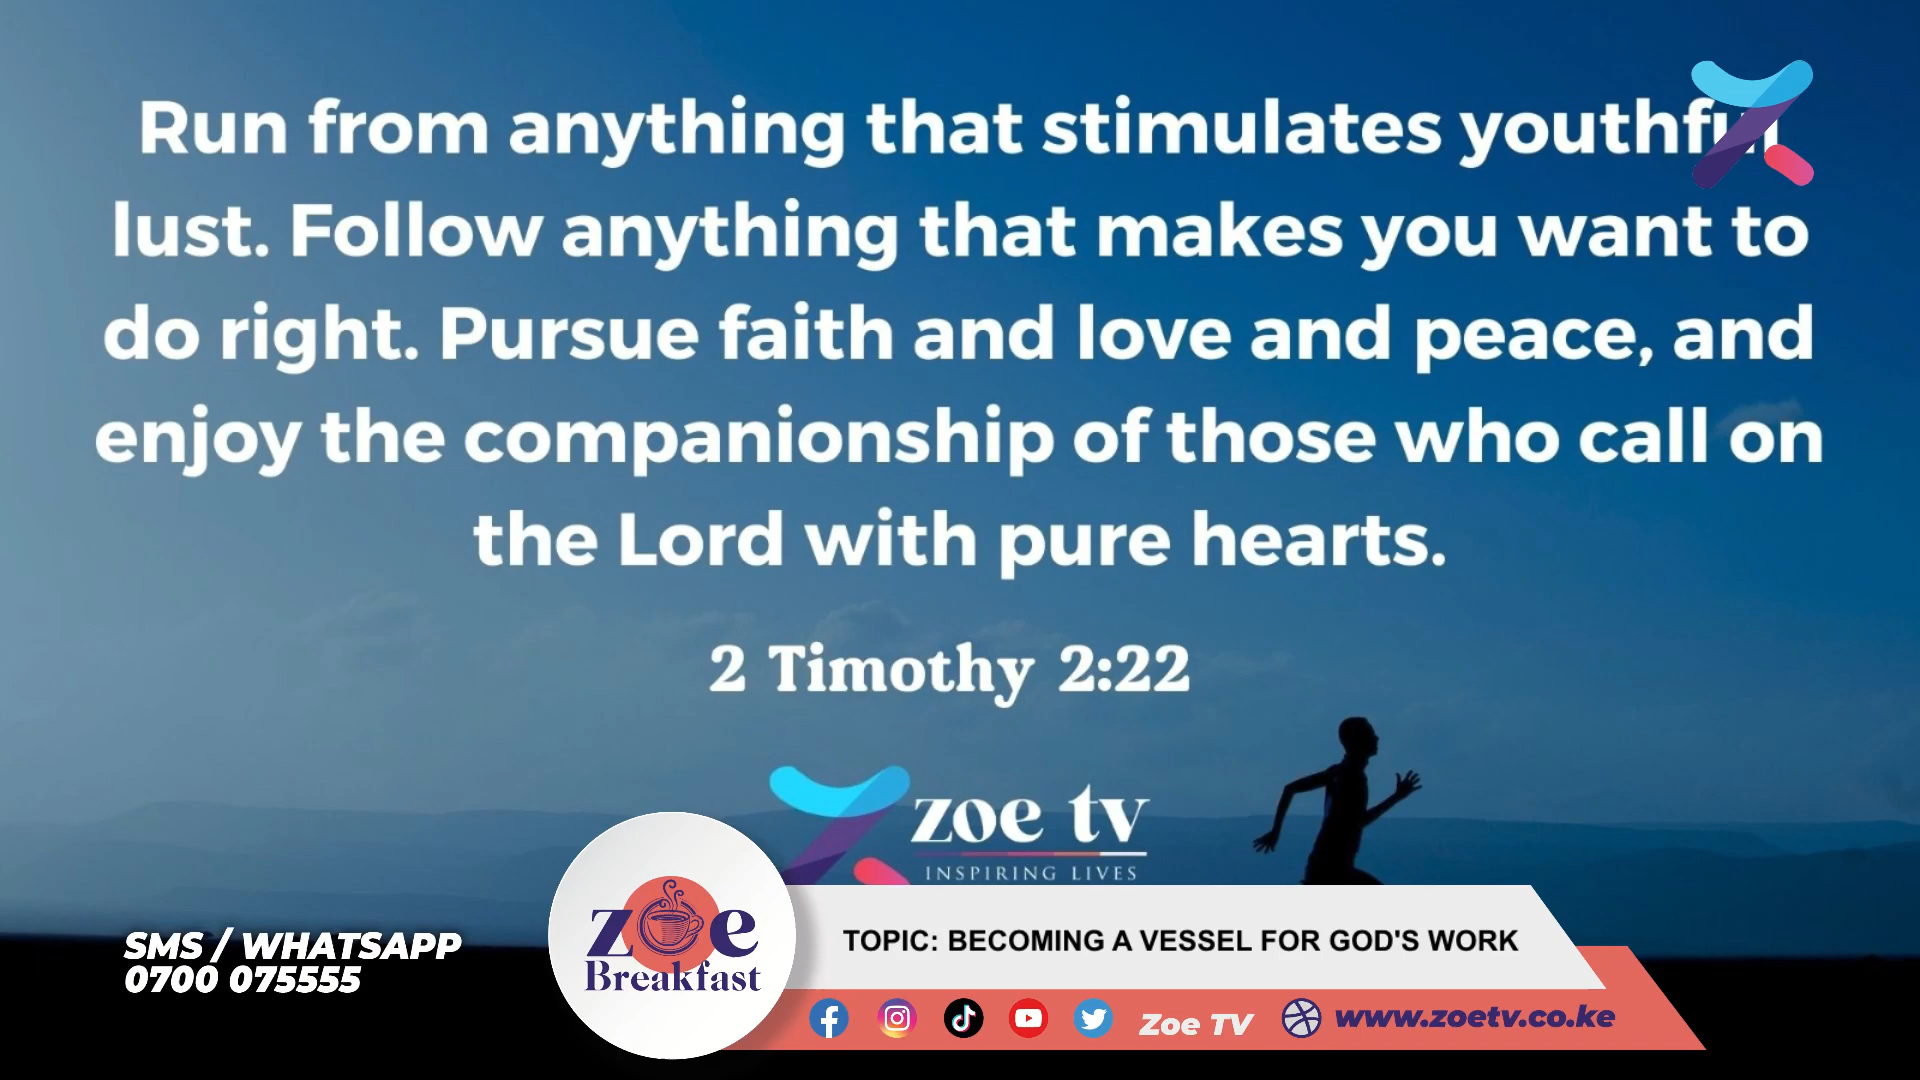 Run from anything that stimulates youthful
lust. Follow anything that makes you want to
do right. Pursue faith and love and peace, and
enjoy the companionship of those who call on
the Lord with pure hearts.
2 Timothy 2:22
zoe tv
INSPIRING LIVES
SMS / WHATSAPP
0700 075555
zoe
Breakfast
TOPIC: BECOMING A VESSEL FOR GOD'S WORK
Zoe TV www.zoetv.co.ke